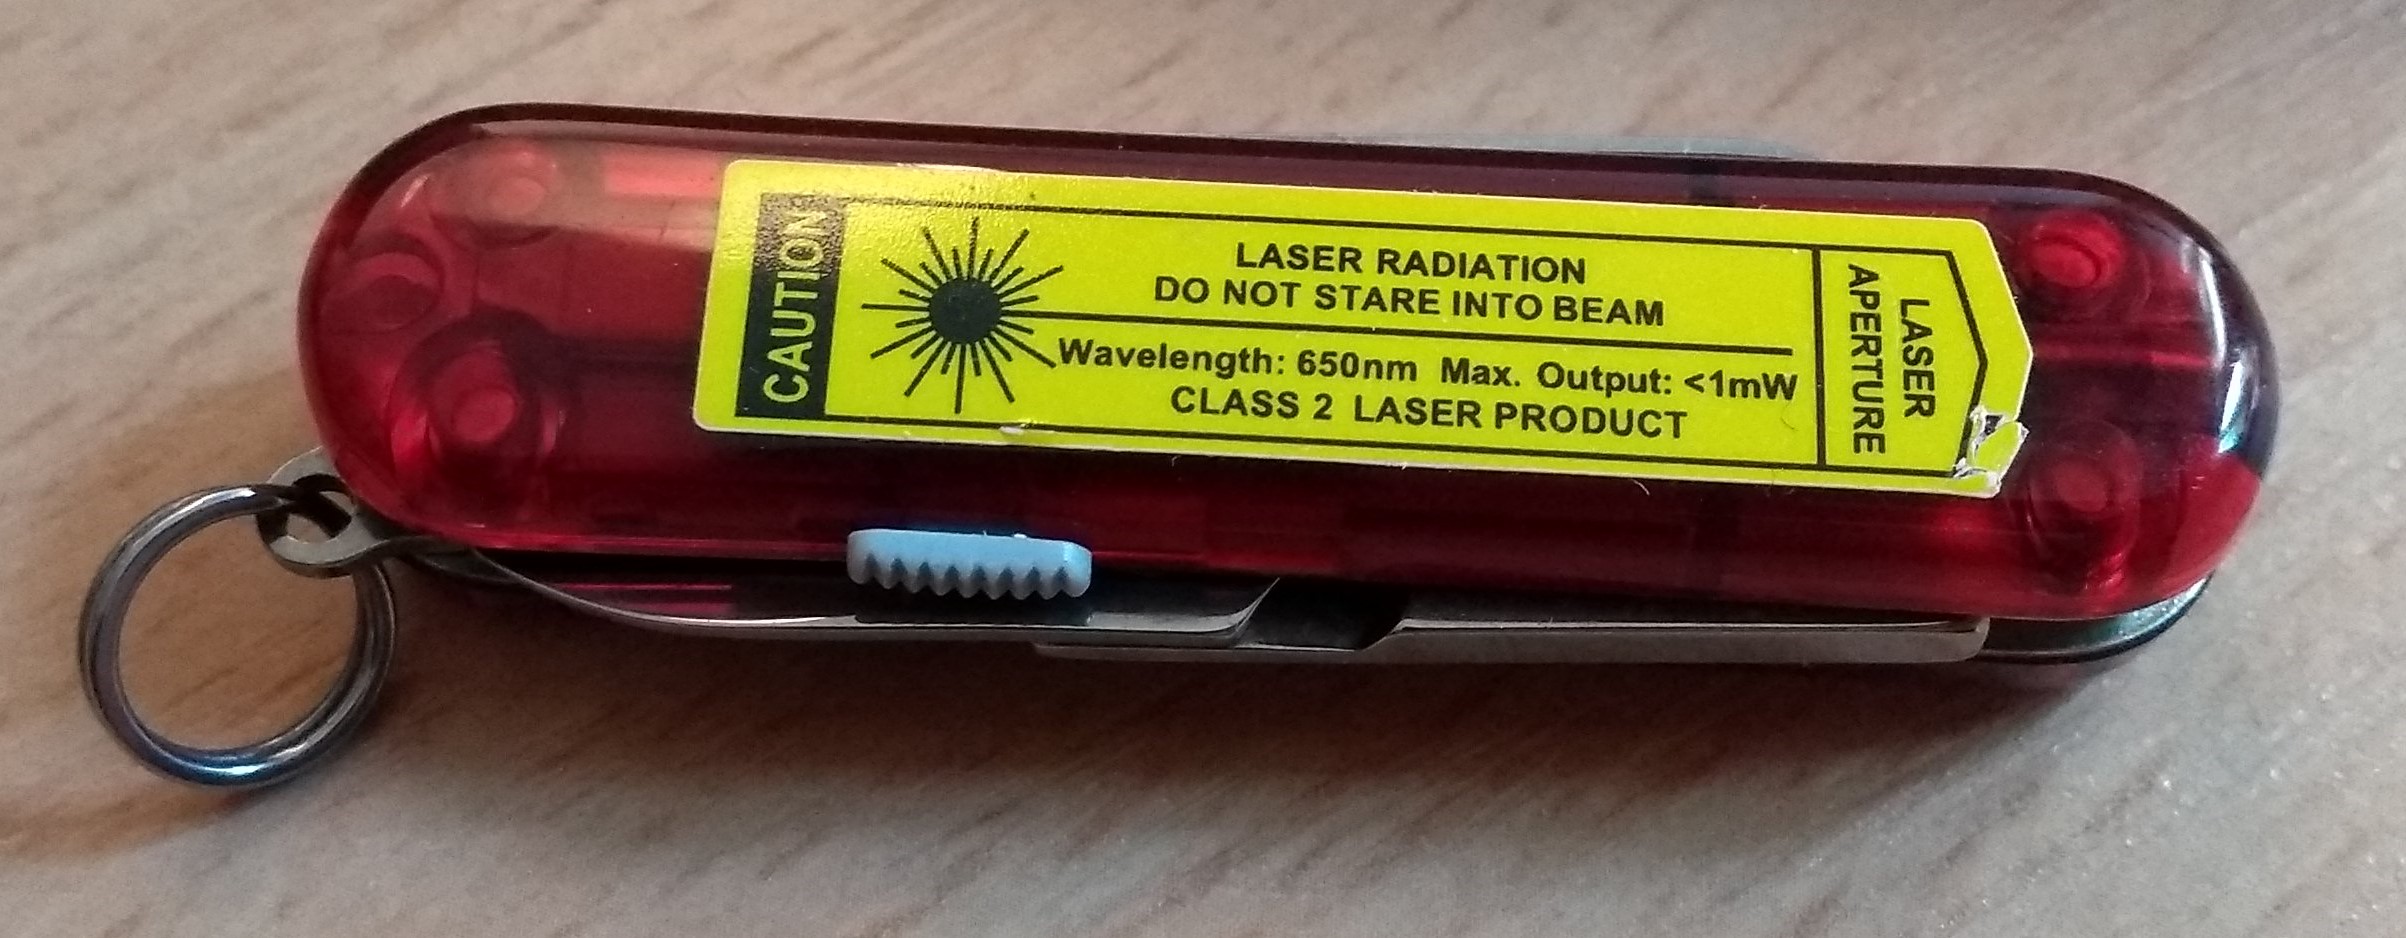 CAUTION
LASER RADIATION
DO NOT STARE INTO BEAM
Wavelength: 650nm Max. Output: <1mW
CLASS 2 LASER PRODUCT
LASER
APERTURE